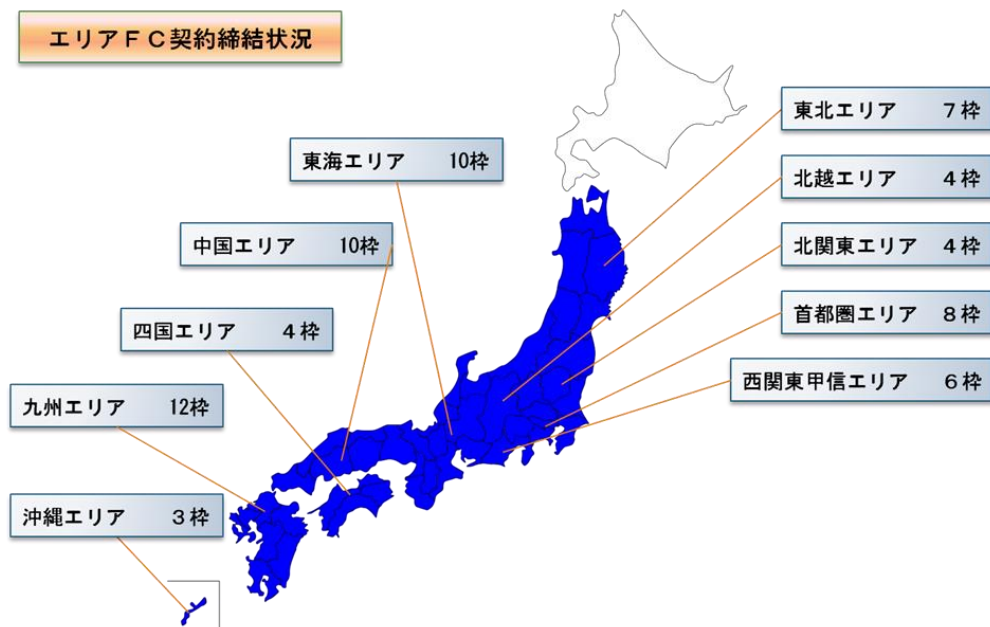 エリアＦＣ契約締結状況
東北エリア　７枠
東海エリア　10枠
北越エリア　４枠
中国エリア　10枠
北関東エリア　４枠
首都圏エリア　８枠
四国エリア　４枠
西関東甲信エリア　６枠
九州エリア　12枠
沖縄エリア　３枠